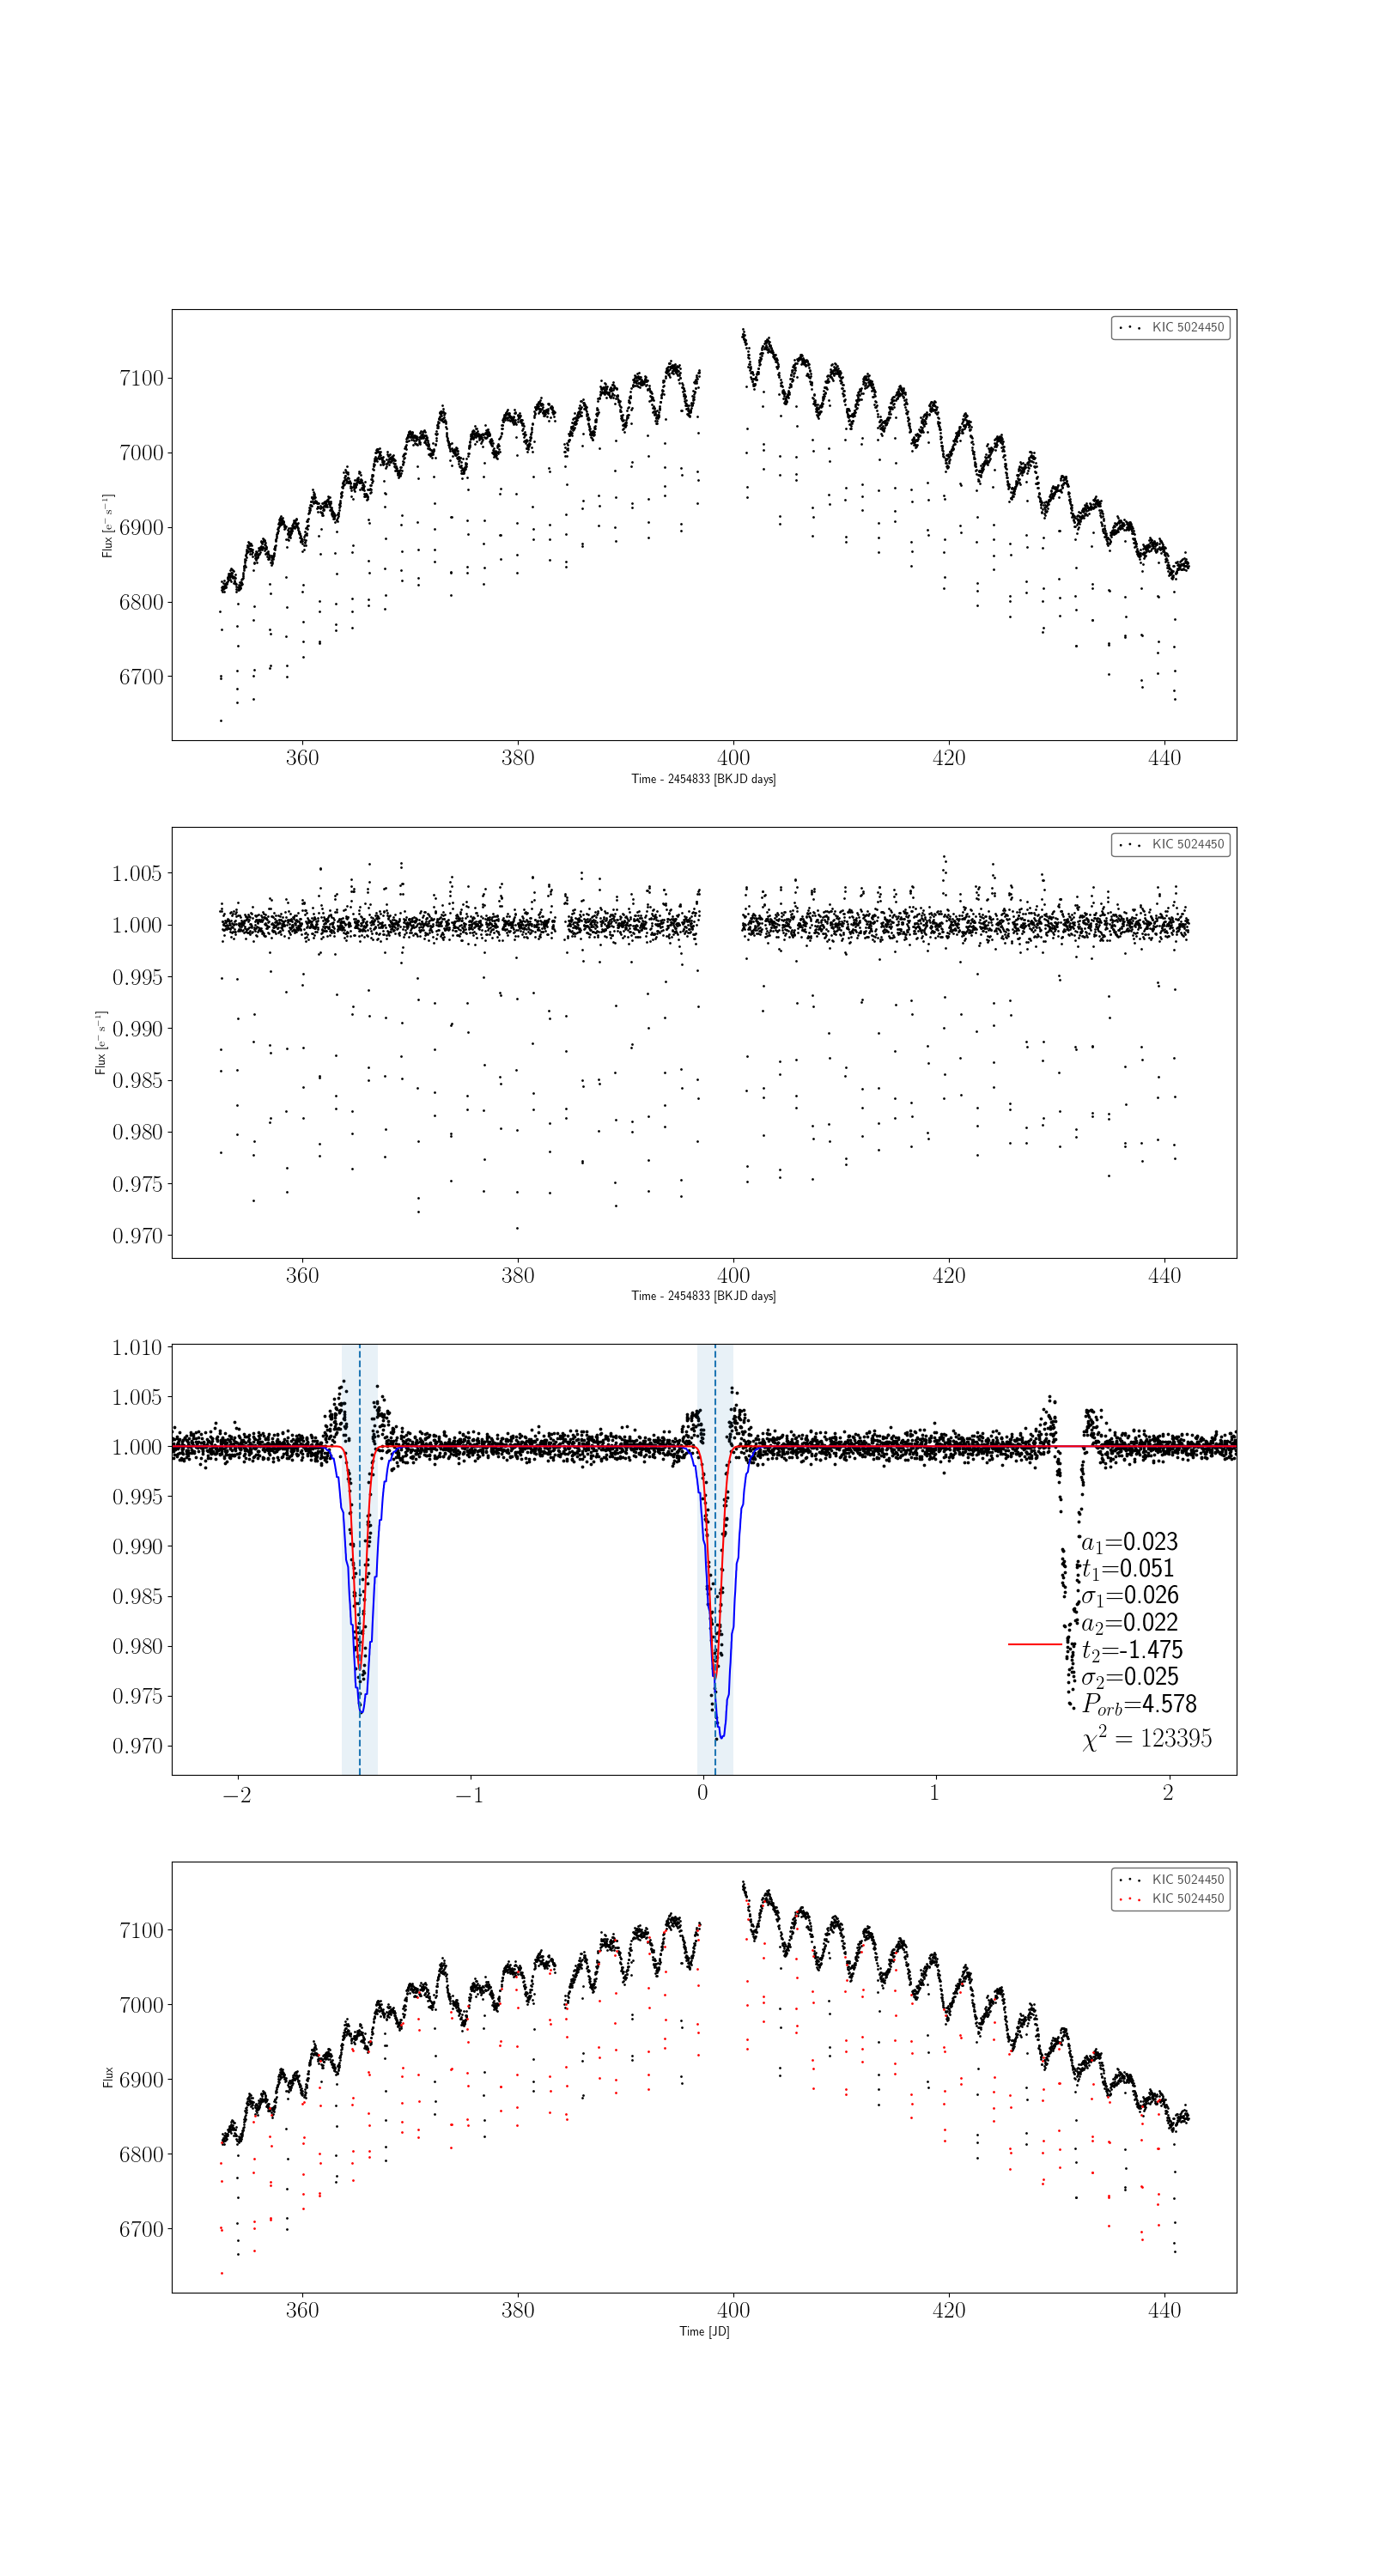 KIC 5024450
7100
7000
6900
6800
6700
Flux [e⁻ s⁻¹]
360 380 400 420 440
Time - 2454833 [BKJD days]
KIC 5024450
1.005
1.000
0.995
0.990
0.985
0.980
0.975
0.970
Flux [e⁻ s⁻¹]
360 380 400 420 440
Time - 2454833 [BKJD days]
1.010
1.005
1.000
0.995
0.990
0.985
0.980
0.975
0.970
a₁=0.023
t₁=0.051
σ₁=0.026
a₂=0.022
t₂=-1.475
σ₂=0.025
P_orb=4.578
χ² = 123395
−2 −1 0 1 2
KIC 5024450
KIC 5024450
7100
7000
6900
6800
6700
Flux
360 380 400 420 440
Time [JD]